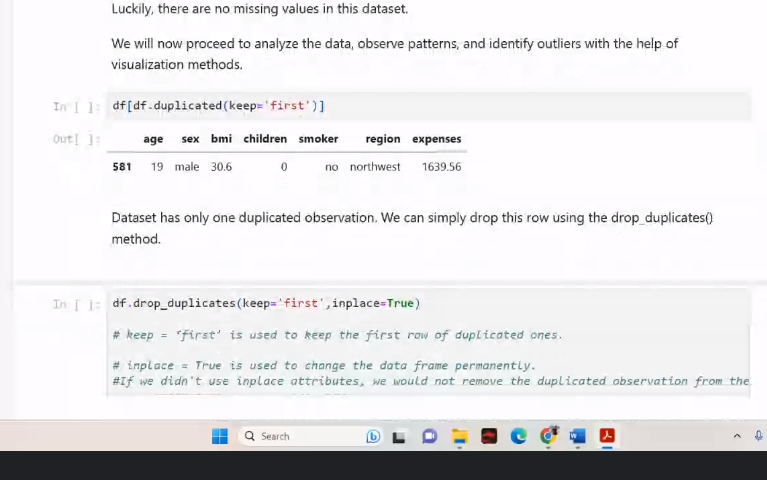 Luckily, there are no missing values in this dataset.
We will now proceed to analyze the data, observe patterns, and identify outliers with the help of
visualization methods.
In [ ]: df[df.duplicated(keep='first')]
Out[ ]: age sex bmi children smoker region expenses
581 19 male 30.6 0 no northwest 1639.56
Dataset has only one duplicated observation. We can simply drop this row using the drop_duplicates()
method.
In [ ]: df.drop_duplicates(keep='first',inplace=True)
# keep = 'first' is used to keep the first row of duplicated ones.
# inplace = True is used to change the data frame permanently.
#If we didn't use inplace attributes, we would not remove the duplicated observation from the
Search